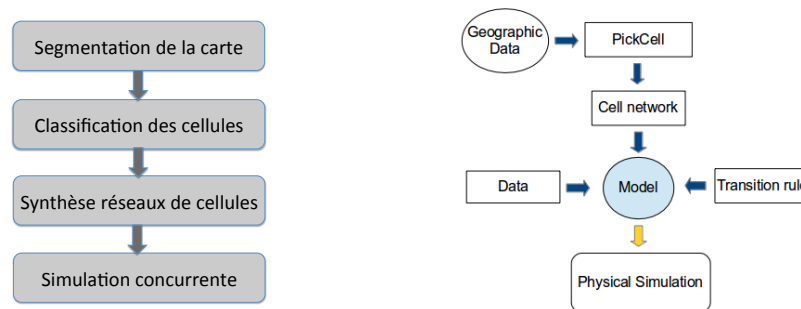 Segmentation de la carte
Classification des cellules
Synthèse réseaux de cellules
Simulation concurrente
Geographic
Data
PickCell
Cell network
Data
Model
Transition rule
Physical Simulation